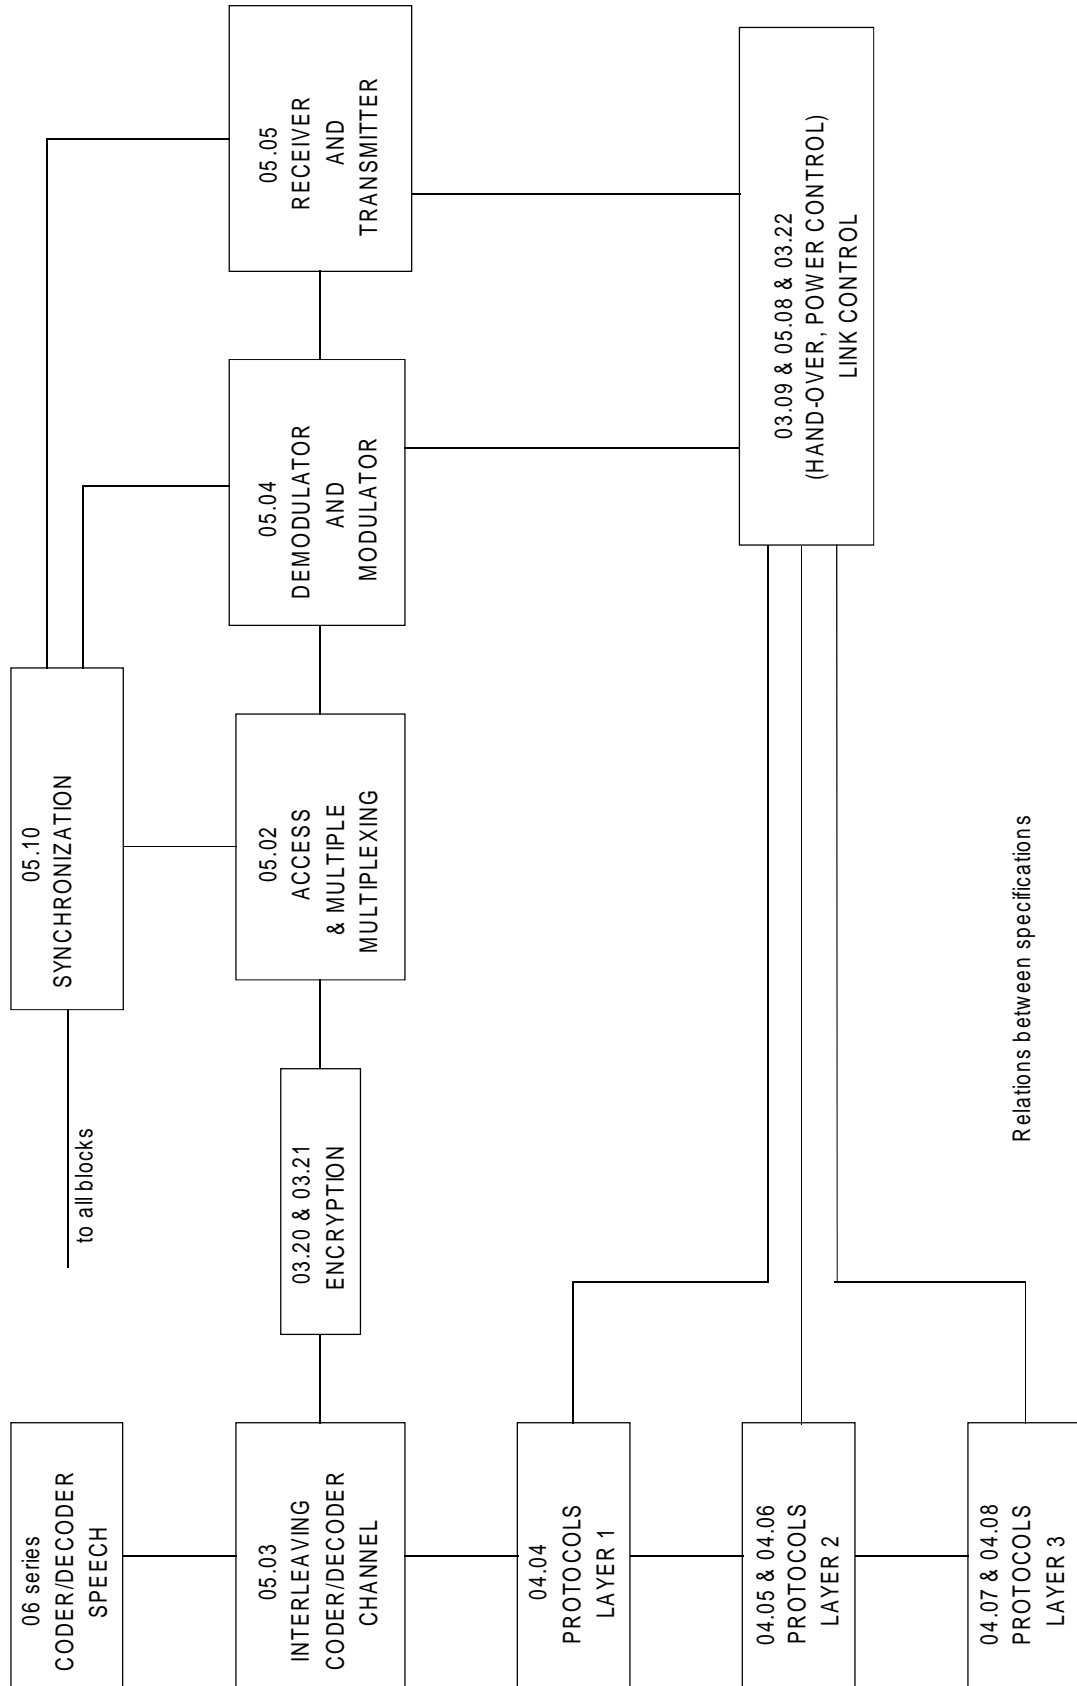 06 series
CODER/DECODER
SPEECH
05.03
INTERLEAVING
CODER/DECODER
CHANNEL
04.04
PROTOCOLS
LAYER 1
04.05 & 04.06
PROTOCOLS
LAYER 2
04.07 & 04.08
PROTOCOLS
LAYER 3
to all blocks
03.20 & 03.21
ENCRYPTION
05.10
SYNCHRONIZATION
05.02
ACCESS
& MULTIPLE
MULTIPLEXING
05.04
DEMODULATOR
AND
MODULATOR
05.05
RECEIVER
AND
TRANSMITTER
03.09 & 05.08 & 03.22
(HAND-OVER, POWER CONTROL)
LINK CONTROL
Relations between specifications